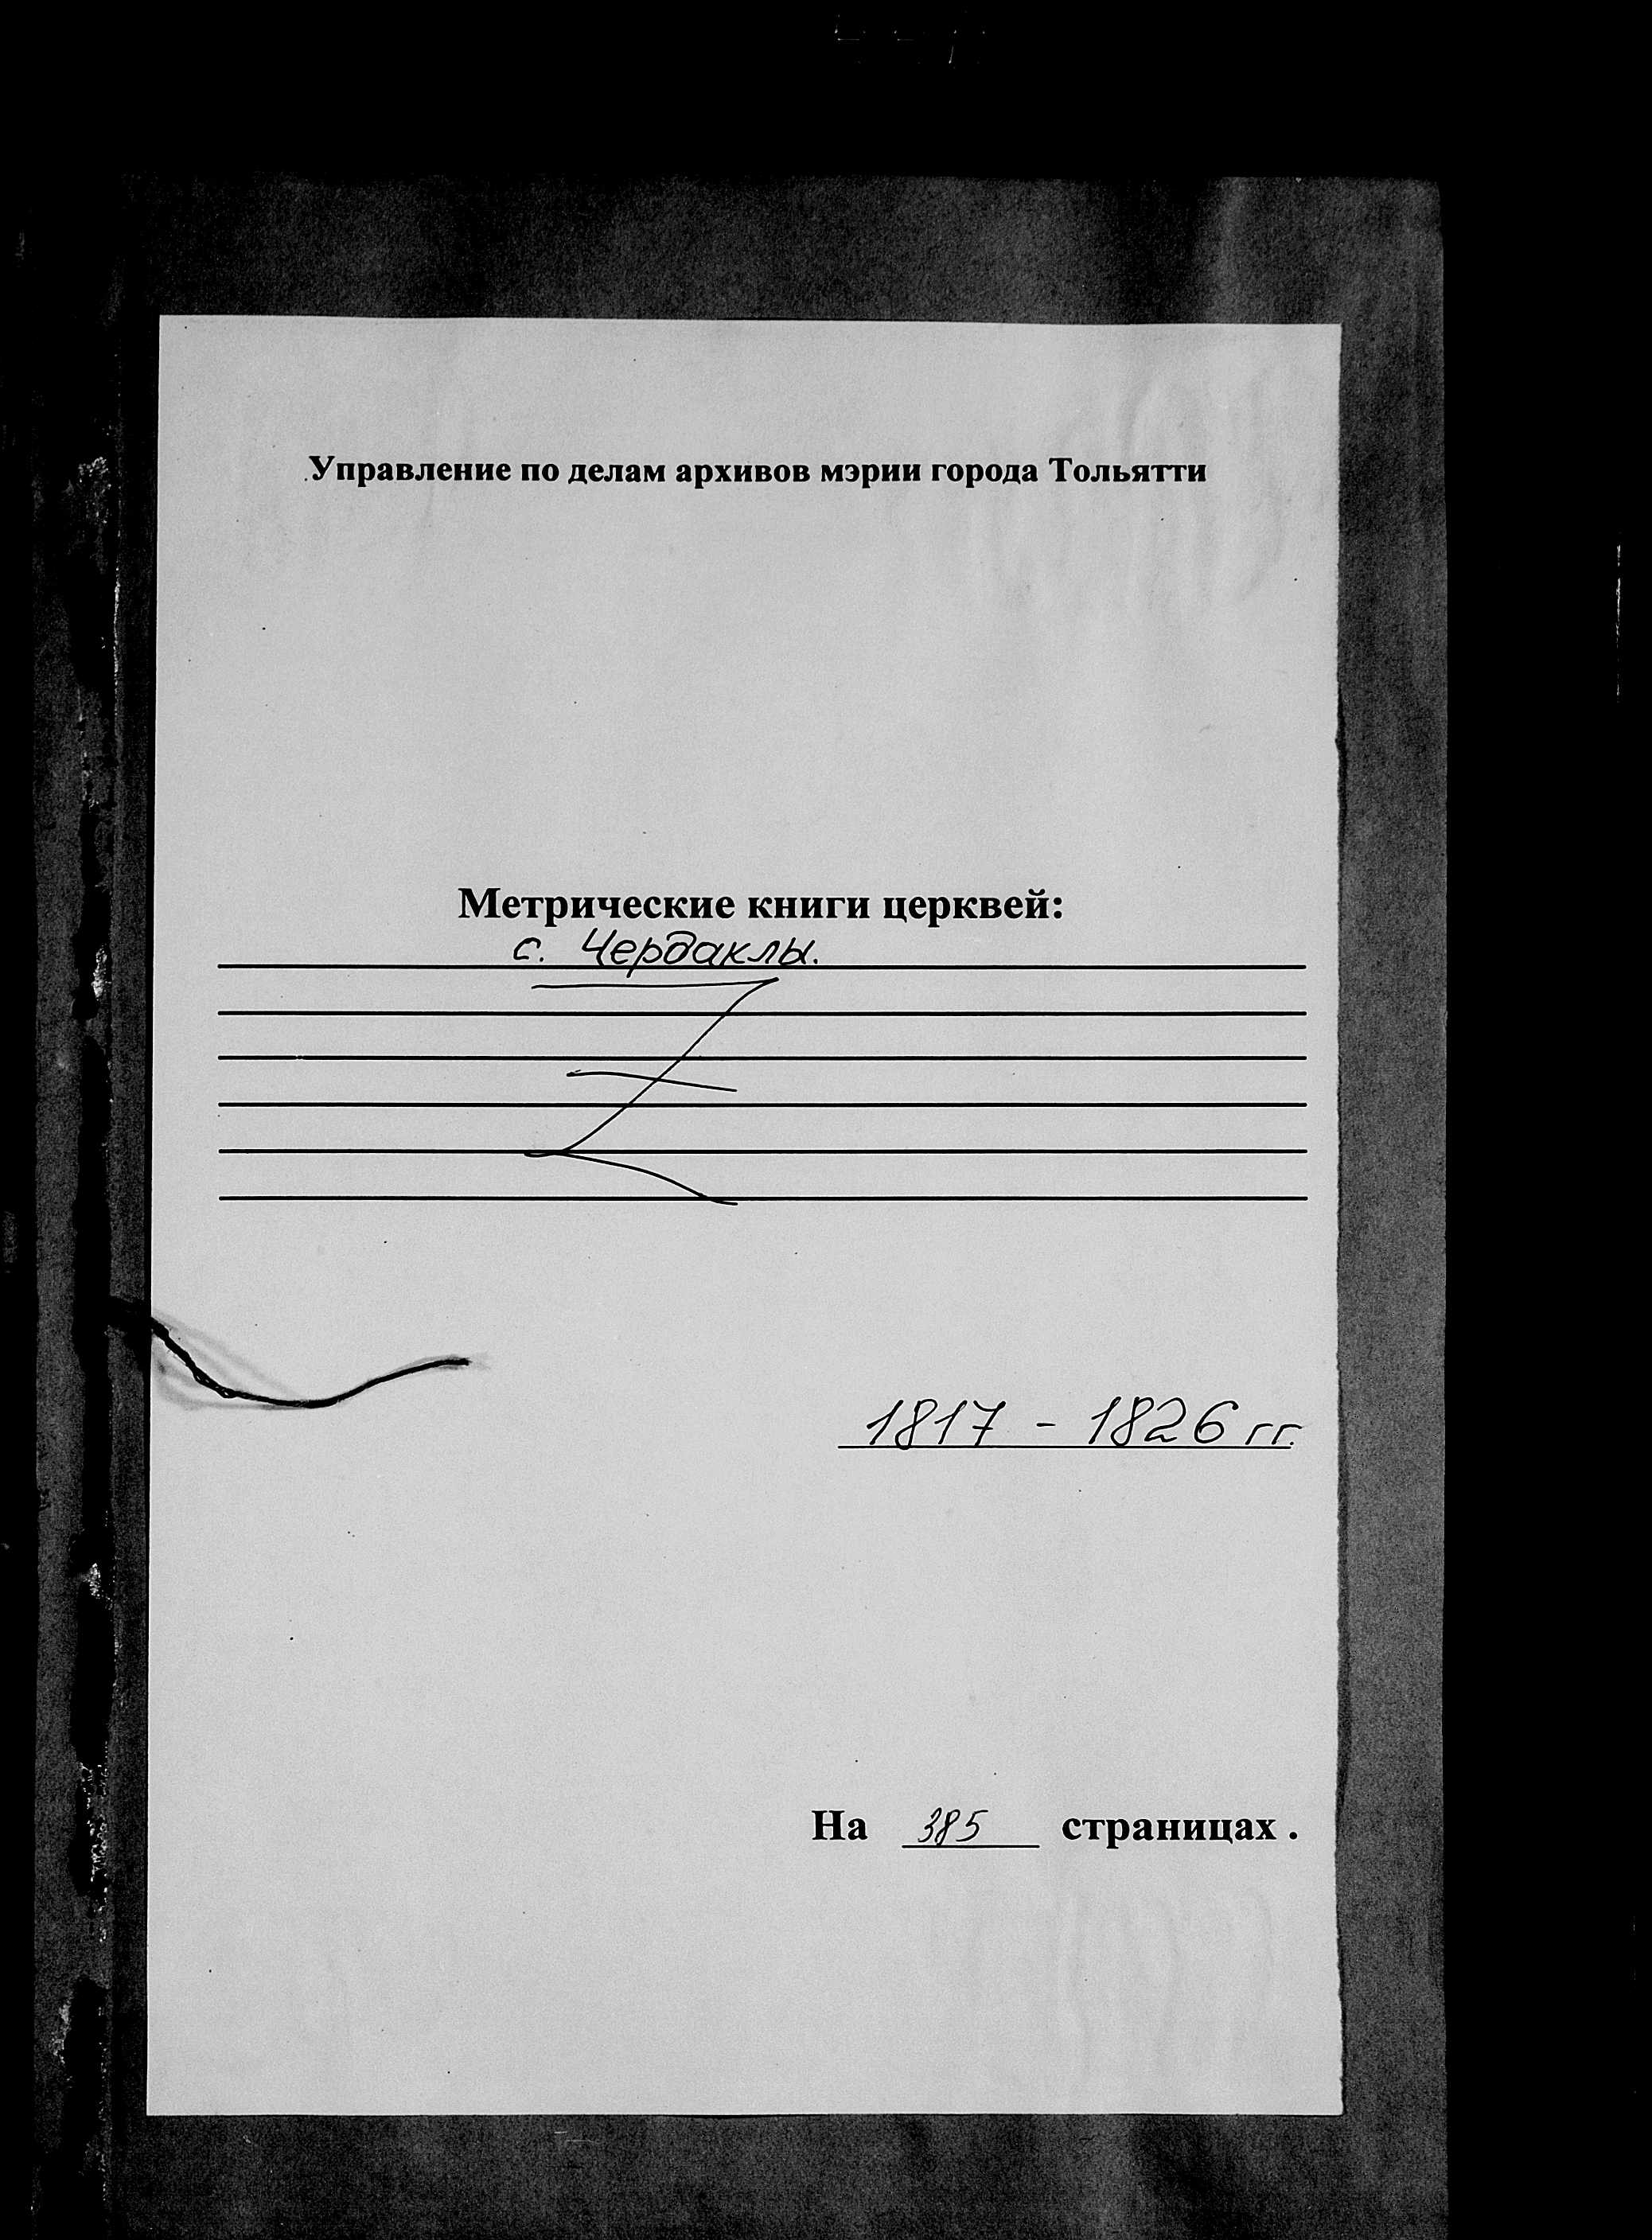 Управление по делам архивов мэрии города Тольятти
Метрические книги церквей:
с. Чердаклы.
1817 - 1826 гг.
На 385 страницах .